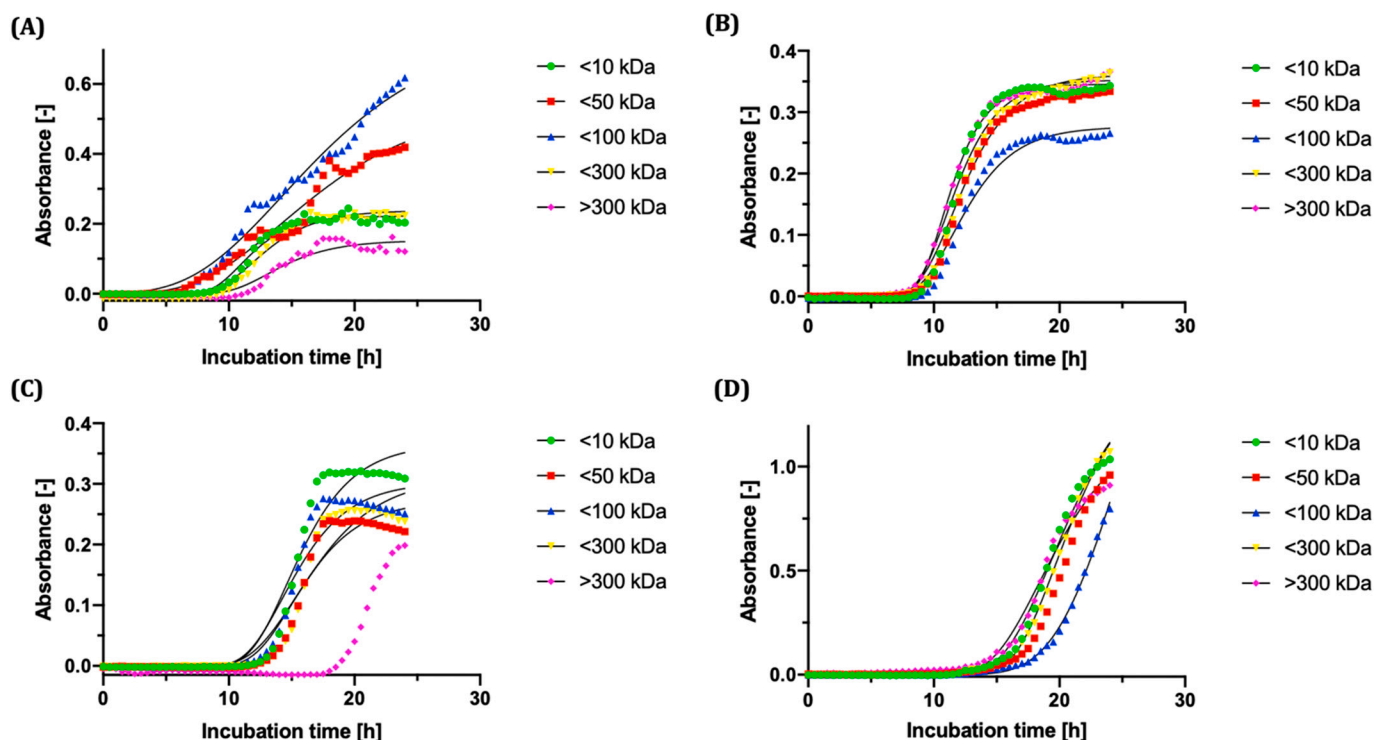 (A)
Absorbance [-]
0.6
0.4
0.2
0.0
0 10 20 30
Incubation time [h]
<10 kDa
<50 kDa
<100 kDa
<300 kDa
>300 kDa
(B)
Absorbance [-]
0.4
0.3
0.2
0.1
0.0
0 10 20 30
Incubation time [h]
<10 kDa
<50 kDa
<100 kDa
<300 kDa
>300 kDa
(C)
Absorbance [-]
0.4
0.3
0.2
0.1
0.0
0 10 20 30
Incubation time [h]
<10 kDa
<50 kDa
<100 kDa
<300 kDa
>300 kDa
(D)
Absorbance [-]
1.0
0.5
0.0
0 10 20 30
Incubation time [h]
<10 kDa
<50 kDa
<100 kDa
<300 kDa
>300 kDa